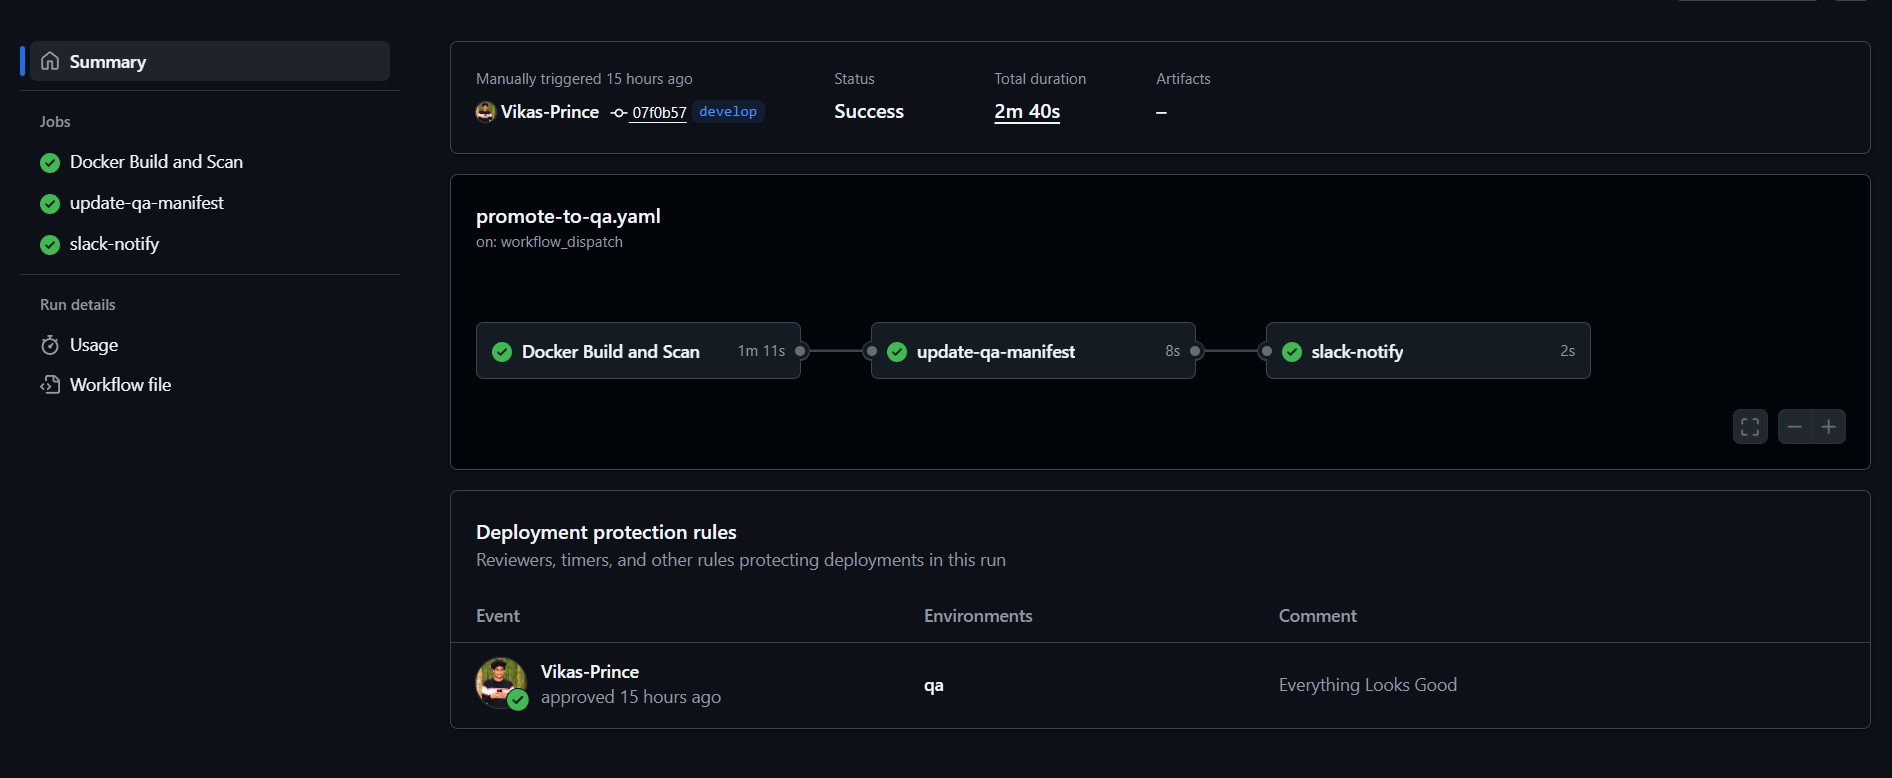 Summary
Jobs
Docker Build and Scan
update-qa-manifest
slack-notify
Run details
Usage
Workflow file
Manually triggered 15 hours ago
Vikas-Prince 07f0b57 develop
Status
Success
Total duration
2m 40s
Artifacts
–
promote-to-qa.yaml
on: workflow_dispatch
Docker Build and Scan 1m 11s
update-qa-manifest 8s
slack-notify 2s
Deployment protection rules
Reviewers, timers, and other rules protecting deployments in this run
Event Environments Comment
Vikas-Prince
approved 15 hours ago
qa
Everything Looks Good